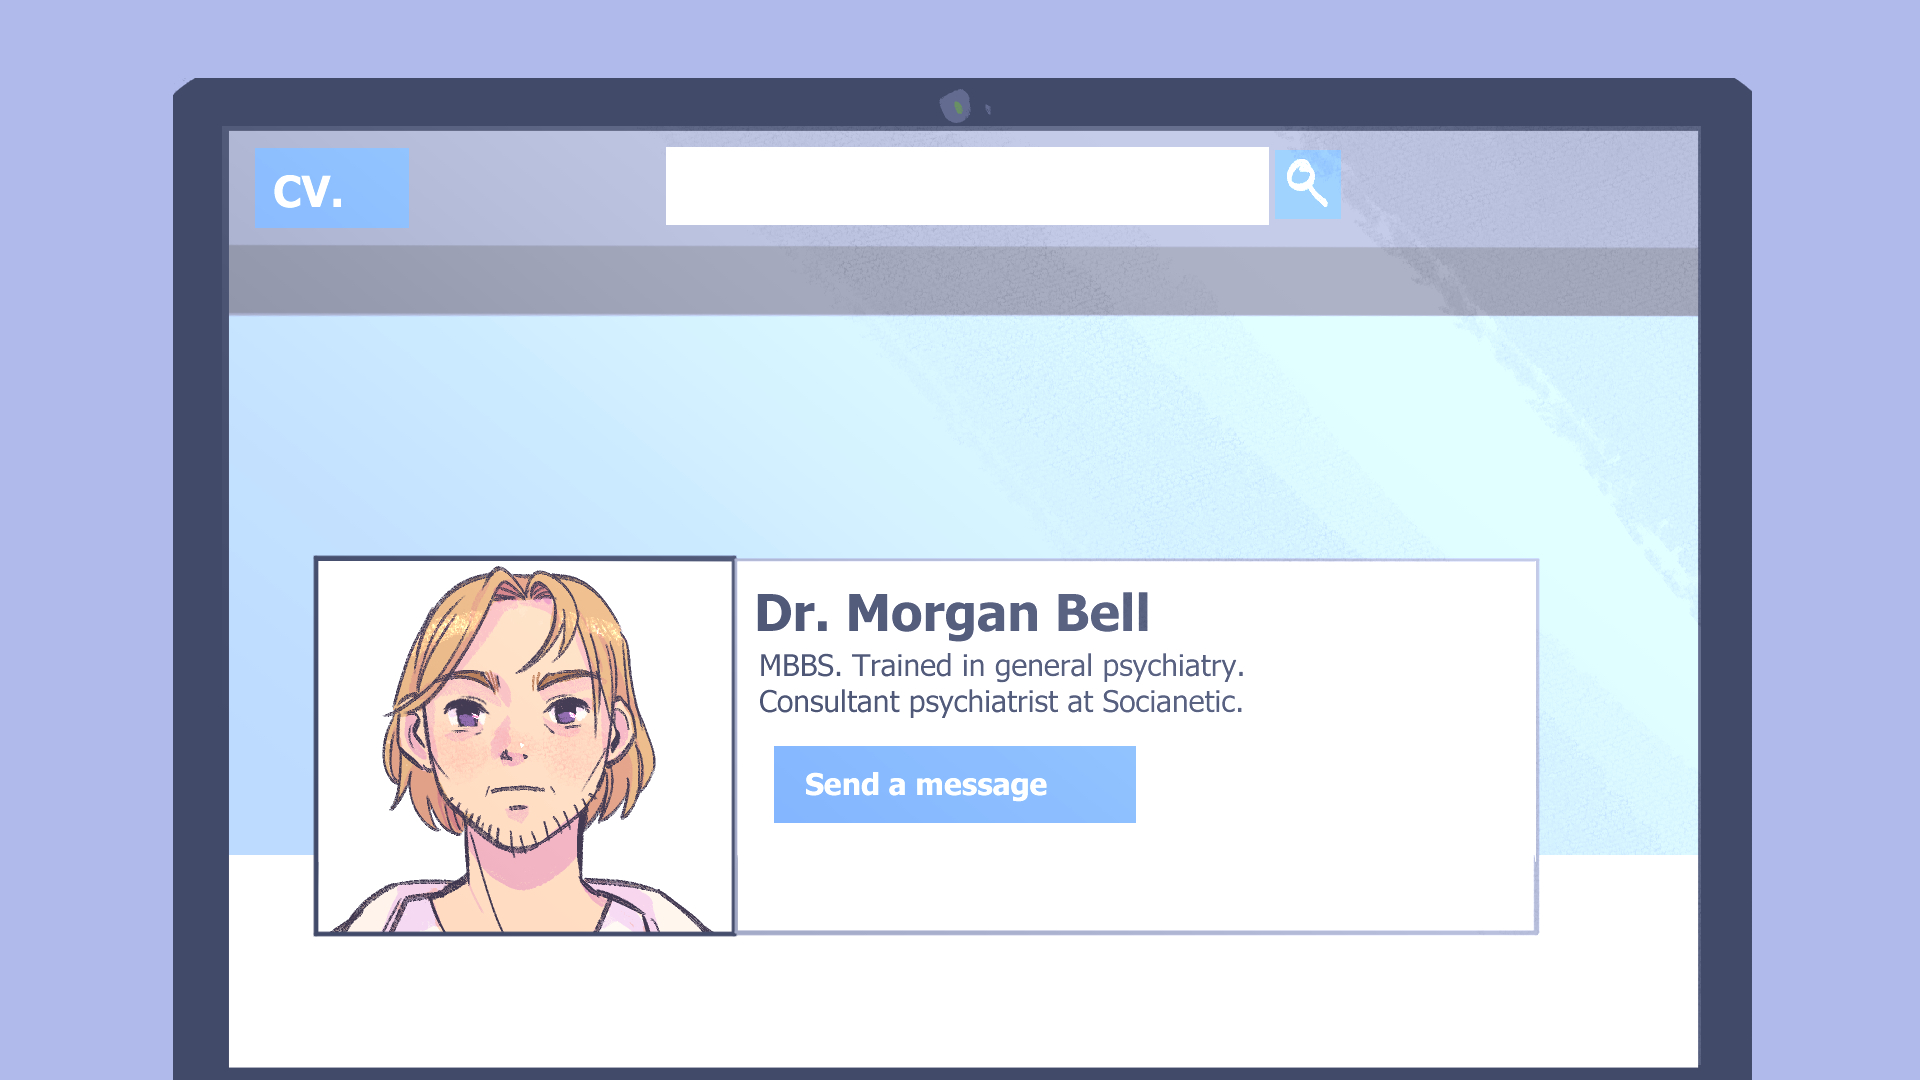 CV.
Dr. Morgan Bell
MBBS. Trained in general psychiatry.
Consultant psychiatrist at Socianetic.
Send a message